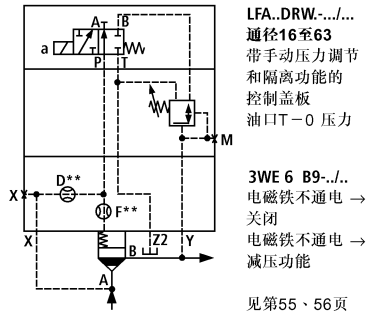 A
B
a
P
T
M
D**
X
F**
X
Z2
Y
B
A
LFA..DRW.-.../...
通径16至63
带手动压力调节
和隔离功能的
控制盖板
油口T－0 压力
3WE 6 B9-../..
电磁铁不通电 →
关闭
电磁铁不通电 →
减压功能
见第55、56页